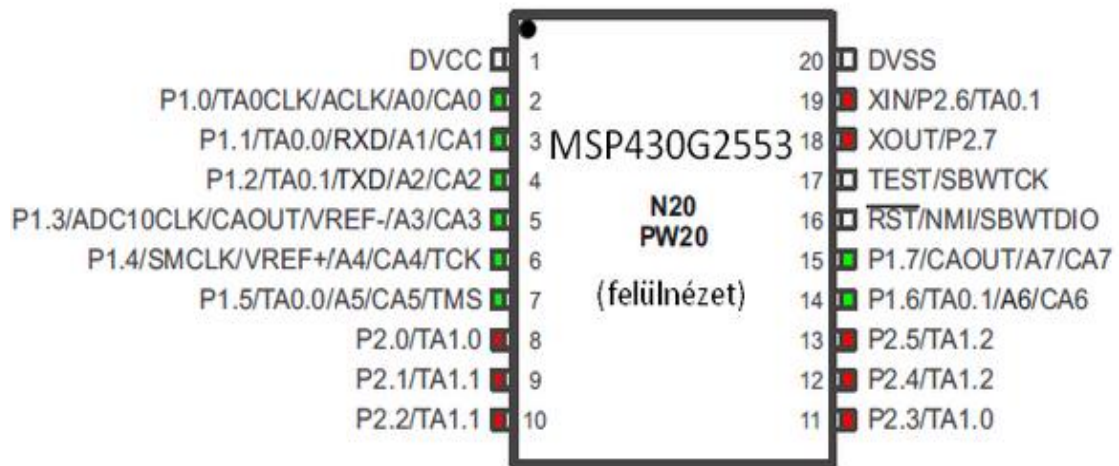 DVCC 1 20 DVSS
P1.0/TA0CLK/ACLK/A0/CA0 2 19 XIN/P2.6/TA0.1
P1.1/TA0.0/RXD/A1/CA1 3 MSP430G2553 18 XOUT/P2.7
P1.2/TA0.1/TXD/A2/CA2 4 17 TEST/SBWTCK
P1.3/ADC10CLK/CAOUT/VREF-/A3/CA3 5 N20 16 RST/NMI/SBWTDIO
PW20
P1.4/SMCLK/VREF+/A4/CA4/TCK 6 15 P1.7/CAOUT/A7/CA7
P1.5/TA0.0/A5/CA5/TMS 7 (felülnézet) 14 P1.6/TA0.1/A6/CA6
P2.0/TA1.0 8 13 P2.5/TA1.2
P2.1/TA1.1 9 12 P2.4/TA1.2
P2.2/TA1.1 10 11 P2.3/TA1.0